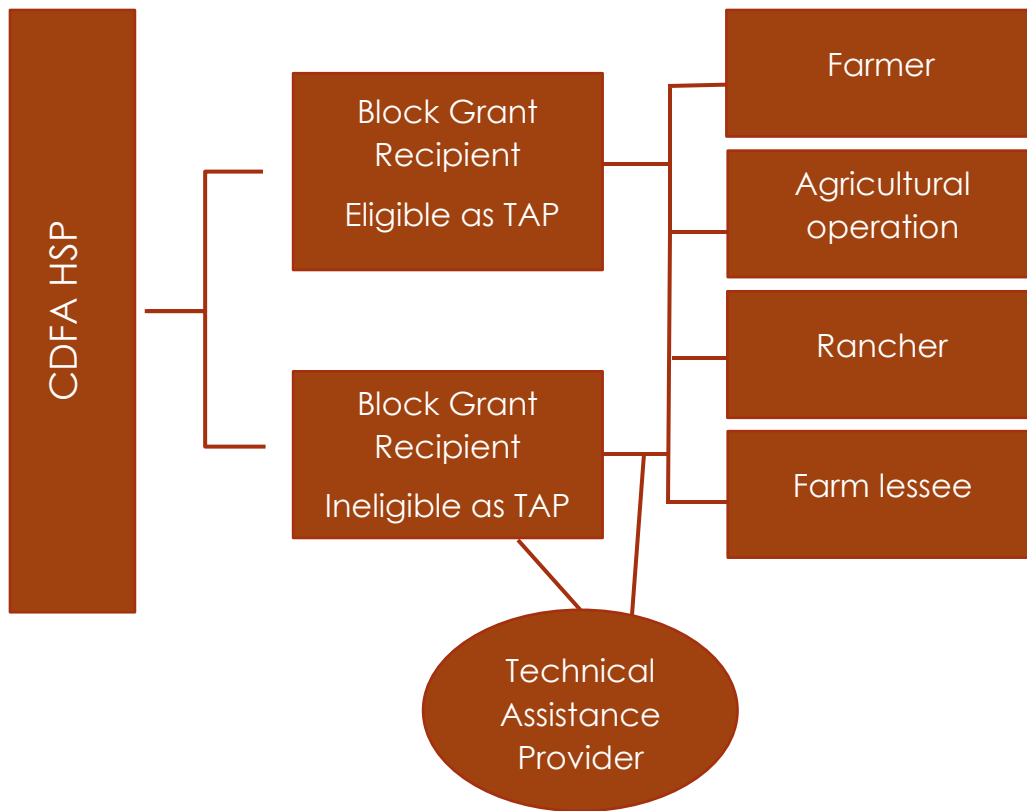 CDFA HSP
Block Grant
Recipient
Eligible as TAP
Block Grant
Recipient
Ineligible as TAP
Farmer
Agricultural
operation
Rancher
Farm lessee
Technical
Assistance
Provider